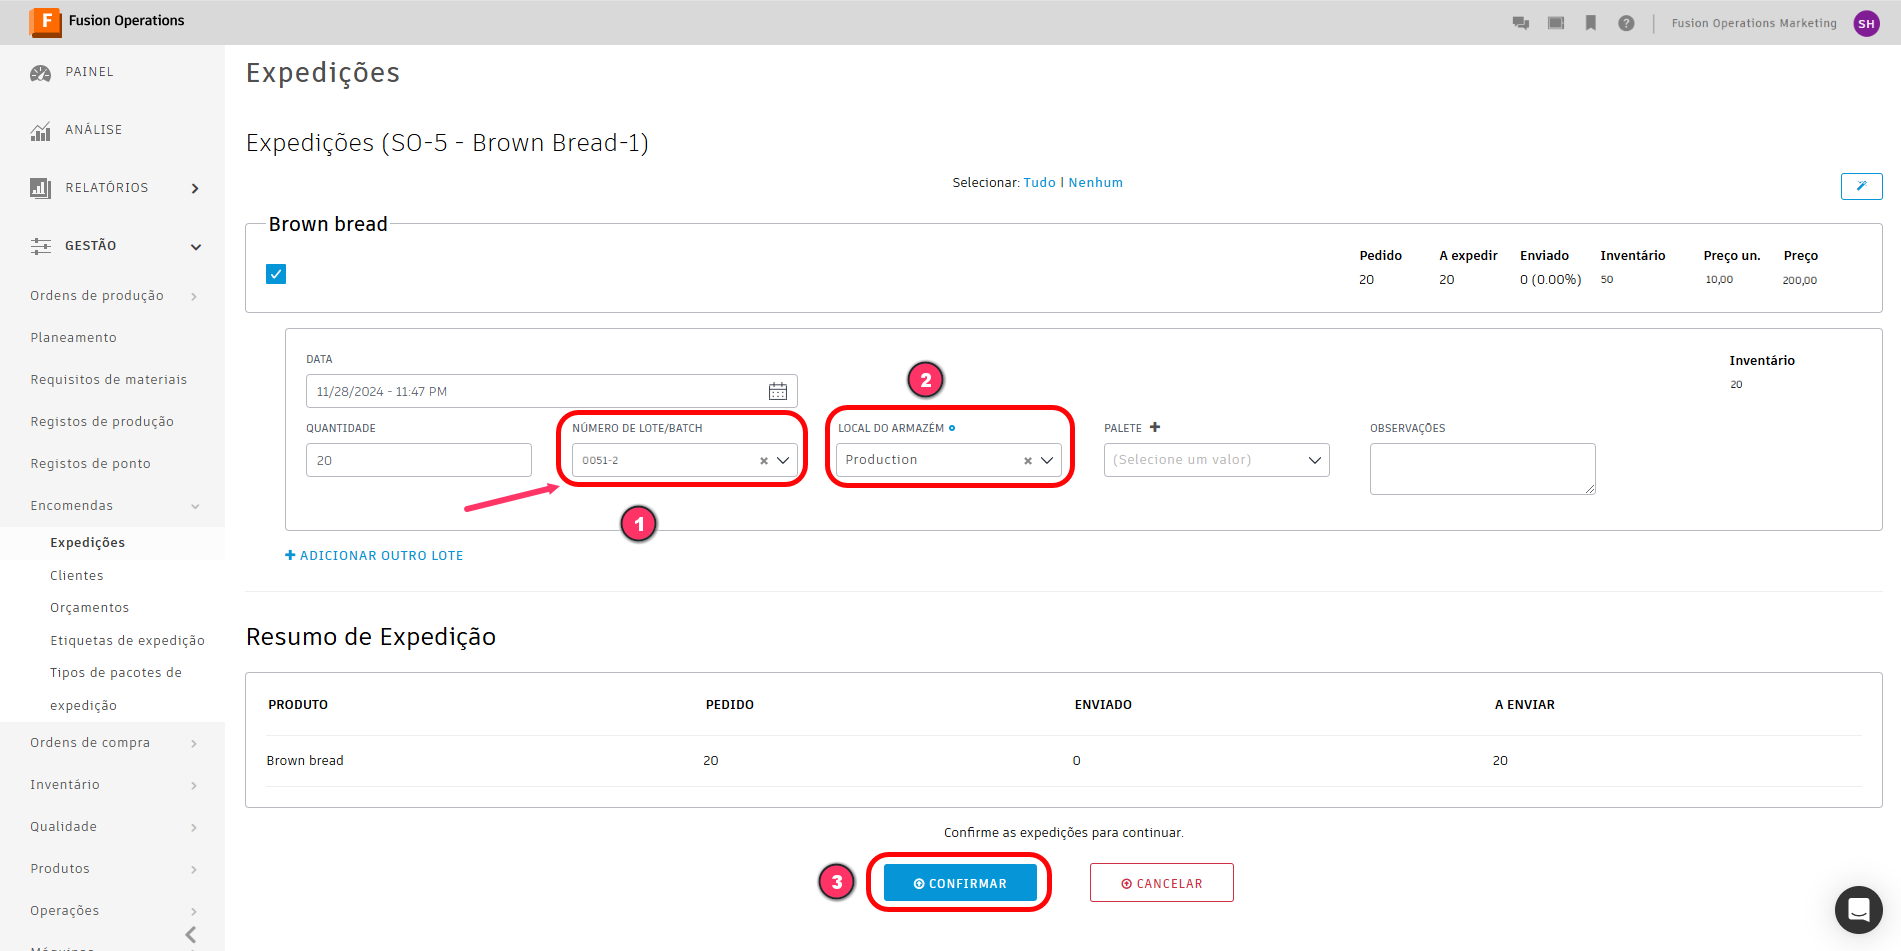 F Fusion Operations
Fusion Operations Marketing SH
PAINEL
ANÁLISE
RELATÓRIOS
GESTÃO
Ordens de produção
Planeamento
Requisitos de materiais
Registos de produção
Registos de ponto
Encomendas
Expedições
Clientes
Orçamentos
Etiquetas de expedição
Tipos de pacotes de
expedição
Ordens de compra
Inventário
Qualidade
Produtos
Operações
Expedições
Expedições (SO-5 - Brown Bread-1)
Selecionar: Tudo | Nenhum
Brown bread
Pedido A expedir Enviado Inventário Preço un. Preço
20 20 0 (0.00%) 50 10,00 200,00
DATA
11/28/2024 - 11:47 PM
Inventário
20
2
QUANTIDADE NÚMERO DE LOTE/BATCH LOCAL DO ARMAZÉM PALETE OBSERVAÇÕES
20 0051-2 Production (Selecione um valor)
1
ADICIONAR OUTRO LOTE
Resumo de Expedição
PRODUTO PEDIDO ENVIADO A ENVIAR
Brown bread 20 0 20
Confirme as expedições para continuar.
3 CONFIRMAR CANCELAR